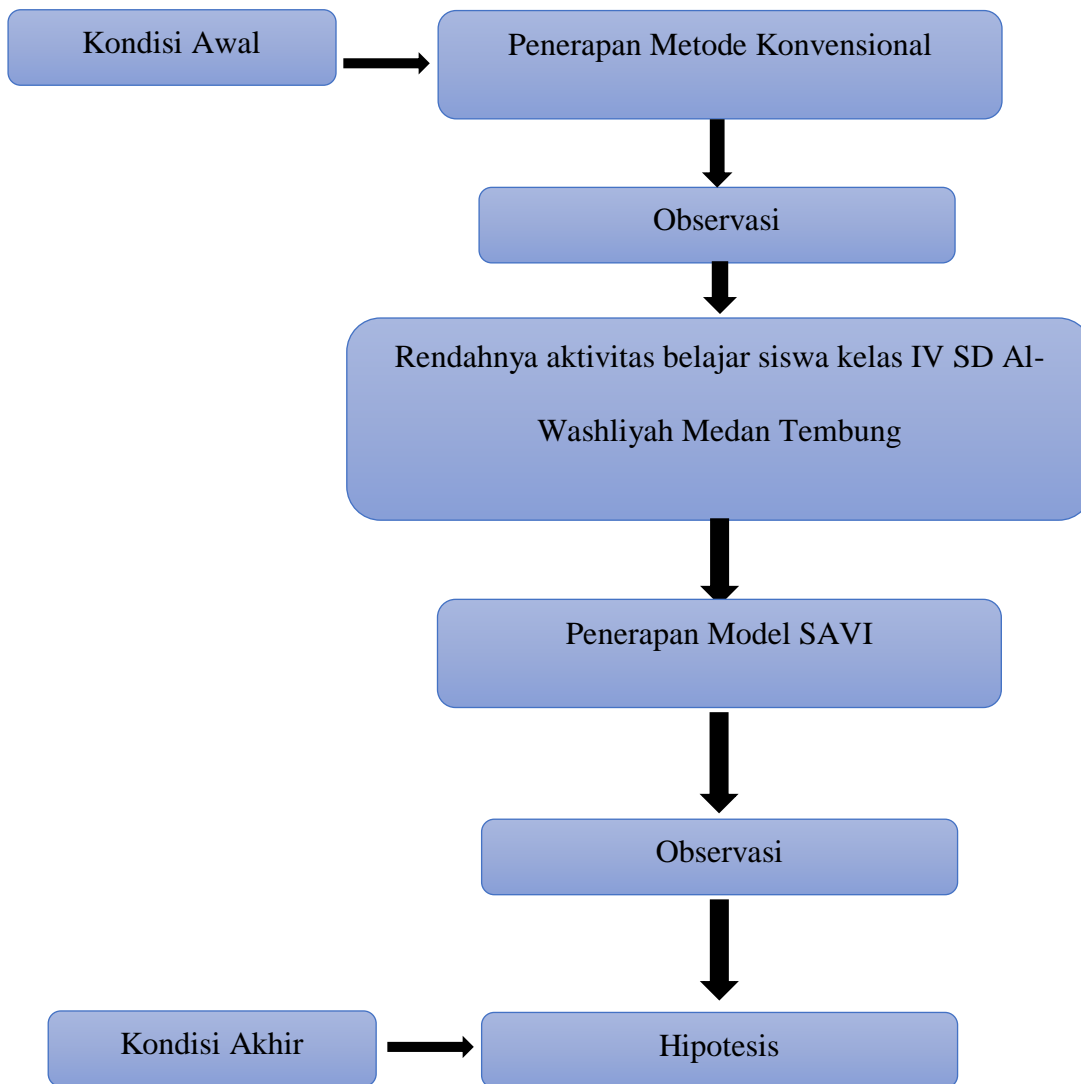 Kondisi Awal
Penerapan Metode Konvensional
Observasi
Rendahnya aktivitas belajar siswa kelas IV SD Al-
Washliyah Medan Tembung
Penerapan Model SAVI
Observasi
Kondisi Akhir
Hipotesis